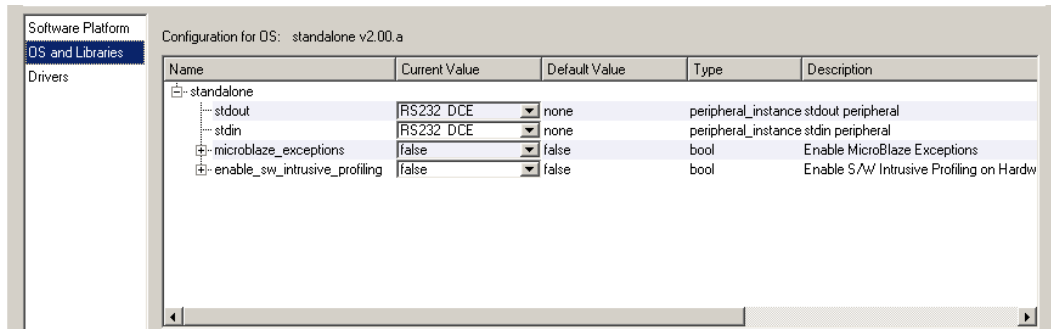 Software Platform
OS and Libraries
Drivers
Configuration for OS: standalone v2.00.a
Name Current Value Default Value Type Description
standalone
stdout RS232_DCE none peripheral_instance stdout peripheral
stdin RS232_DCE none peripheral_instance stdin peripheral
microblaze_exceptions false false bool Enable MicroBlaze Exceptions
enable_sw_intrusive_profiling false false bool Enable S/W Intrusive Profiling on Hardw